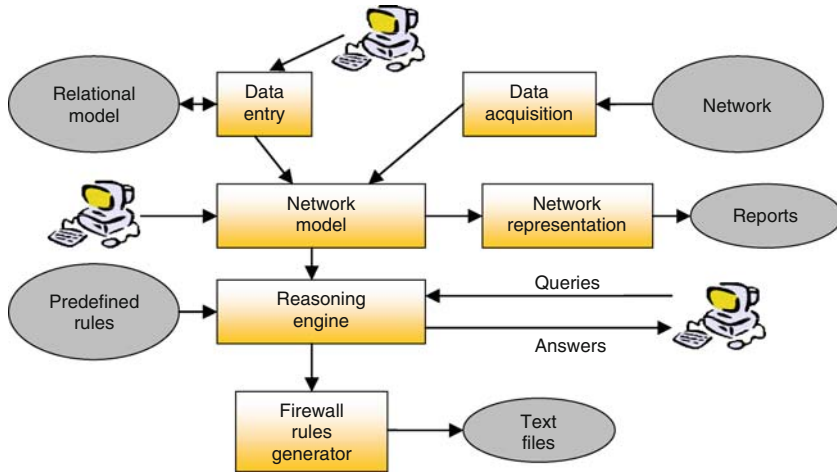 Relational
model
Data
entry
Data
acquisition
Network
Network
model
Network
representation
Reports
Predefined
rules
Reasoning
engine
Queries
Answers
Firewall
rules
generator
Text
files